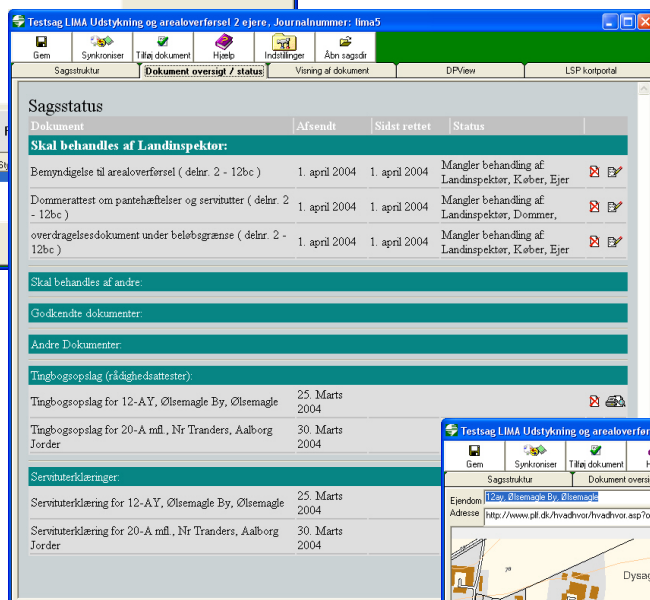 Testsag LIMA Udstykning og arealoverførsel 2 ejere, Journalnummer: lima5
Gem Synkroniser Tilføj dokument Hjælp Indstillinger Åbn sagsdir
Sagsstruktur Dokument oversigt / status Visning af dokument DPView LSP kortportal
Sagsstatus
Dokument Afsendt Sidst rettet Status
Skal behandles af Landinspektør:
Bemyndigelse til arealoverførsel ( delnr. 2 - 12bc ) 1. april 2004 1. april 2004 Mangler behandling af:
Landinspektør, Køber, Ejer
Dommerattest om pantehæftelser og servitutter ( delnr. 2
- 12bc ) 1. april 2004 1. april 2004 Mangler behandling af:
Landinspektør, Dommer,
overdragelsesdokument under beløbsgrænse ( delnr. 2 -
12bc ) 1. april 2004 1. april 2004 Mangler behandling af:
Landinspektør, Køber, Ejer
Skal behandles af andre:
Godkendte dokumenter:
Andre Dokumenter:
Tingbogsopslag (rådighedsattester):
Tingbogsopslag for 12-AY, Ølsemagle By, Ølsemagle 25. Marts
2004
Tingbogsopslag for 20-A mfl., Nr Tranders, Aalborg
Jorder 30. Marts
2004
Servituterklæringer:
Servituterklæring for 12-AY, Ølsemagle By, Ølsemagle 25. Marts
2004
Servituterklæring for 20-A mfl., Nr Tranders, Aalborg
Jorder 30. Marts
2004
Testsag LIMA Udstykning og arealoverfør
Gem Synkroniser Tilføj dokument H
Sagsstruktur Dokument oversi
Ejendom 12ay, Ølsemagle By, Ølsemagle
Adresse http://www.plf.dk/hvadhvor/hvadhvor.asp?o
Dysag